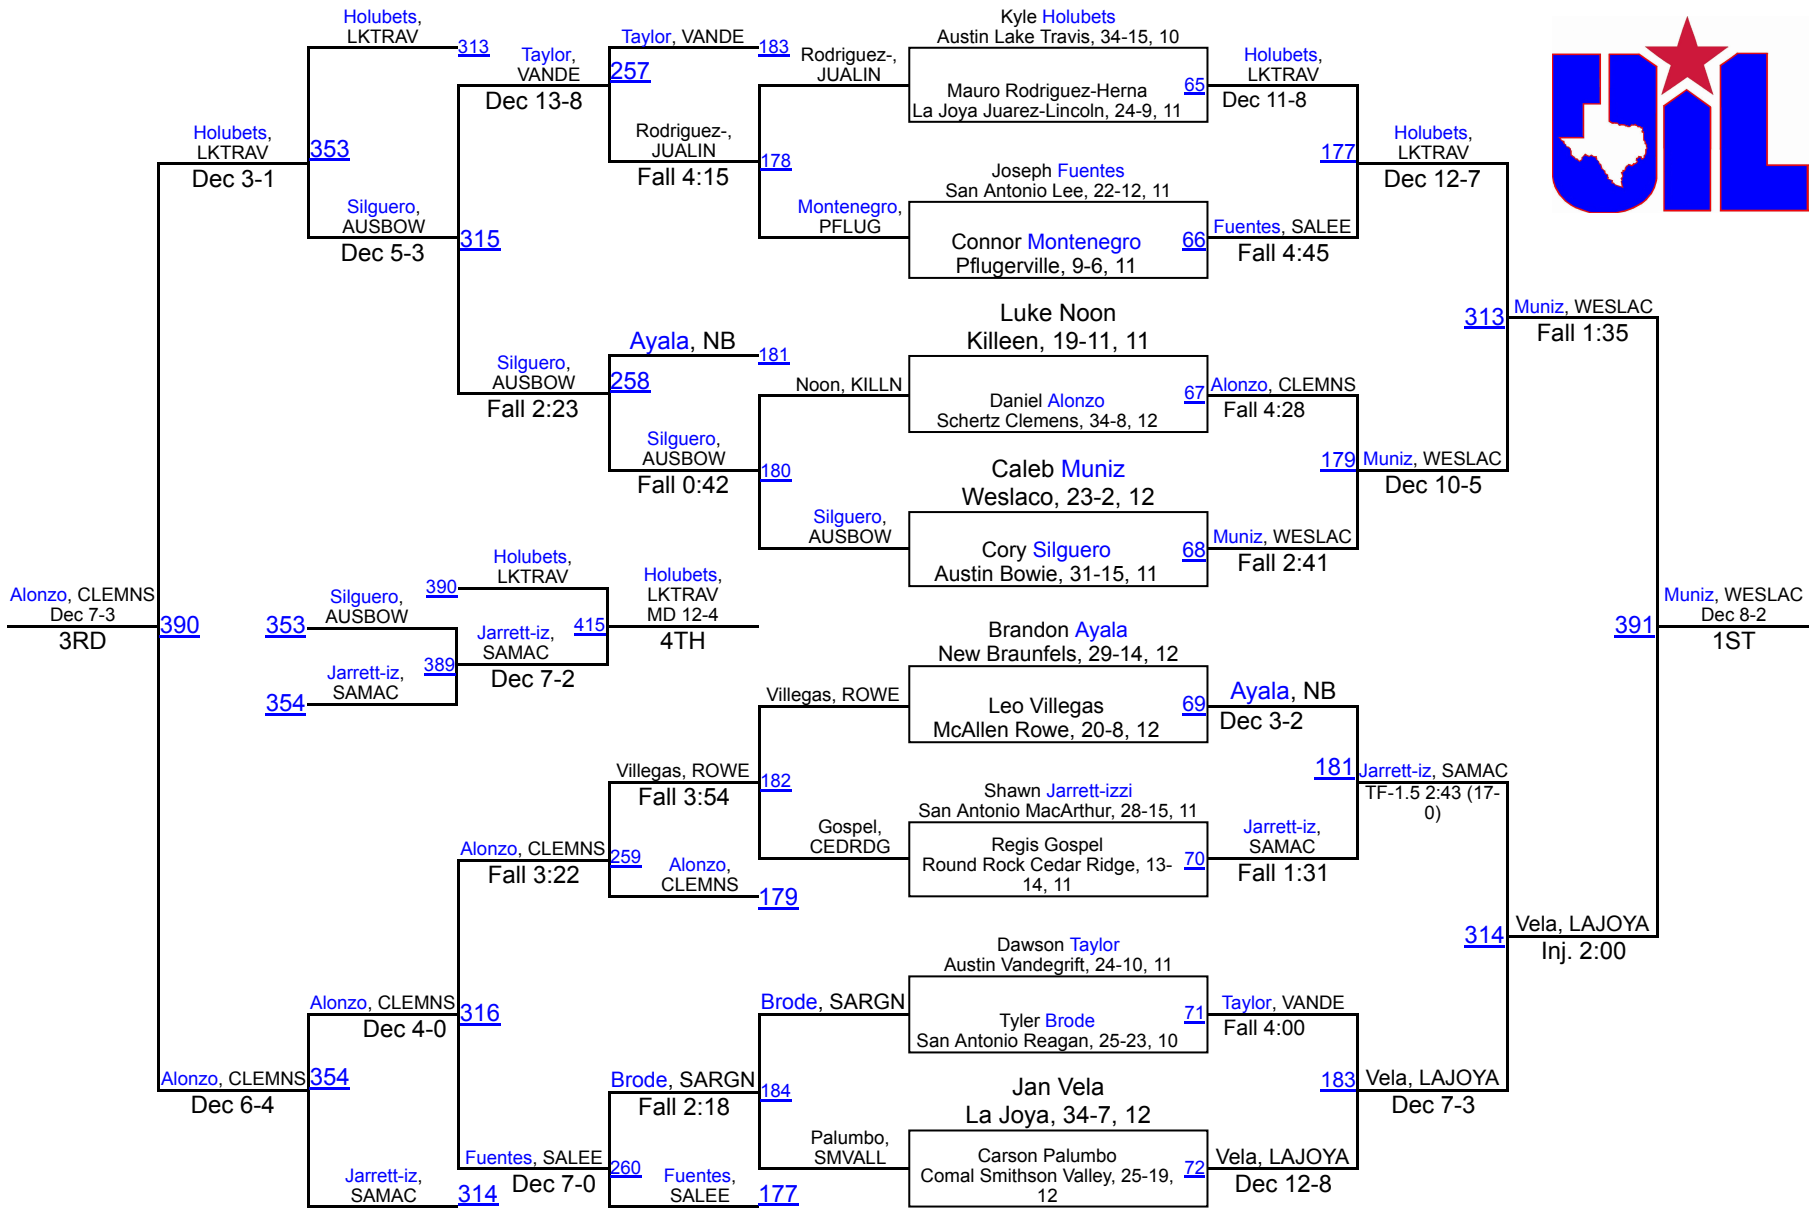 Holubets,
LKTRAV
313
Taylor,
VANDE
257
Dec 13-8
Taylor, VANDE
183
Rodriguez-,
JUALIN
Kyle Holubets
Austin Lake Travis, 34-15, 10
Mauro Rodriguez-Herna
La Joya Juarez-Lincoln, 24-9, 11
65
Holubets,
LKTRAV
Dec 11-8
UIL
Holubets,
LKTRAV
Dec 3-1
353
Rodriguez-,
JUALIN
Fall 4:15
178
177
Holubets,
LKTRAV
Dec 12-7
Silguero,
AUSBOW
Dec 5-3
315
Montenegro,
PFLUG
Joseph Fuentes
San Antonio Lee, 22-12, 11
Connor Montenegro
Pflugerville, 9-6, 11
66
Fuentes, SALEE
Fall 4:45
313
Muniz, WESLAC
Fall 1:35
Silguero,
AUSBOW
Fall 2:23
258
Ayala, NB
181
Noon, KILLN
Luke Noon
Killeen, 19-11, 11
Daniel Alonzo
Schertz Clemens, 34-8, 12
67
Alonzo, CLEMNS
Fall 4:28
Silguero,
AUSBOW
Fall 0:42
180
179
Muniz, WESLAC
Dec 10-5
Silguero,
AUSBOW
Caleb Muniz
Weslaco, 23-2, 12
Cory Silguero
Austin Bowie, 31-15, 11
68
Muniz, WESLAC
Fall 2:41
Alonzo, CLEMNS
Dec 7-3
3RD
390
353
Silguero,
AUSBOW
354
Jarrett-iz,
SAMAC
389
390
Holubets,
LKTRAV
Jarrett-iz,
SAMAC
Dec 7-2
415
Holubets,
LKTRAV
MD 12-4
4TH
391
Muniz, WESLAC
Dec 8-2
1ST
Villegas, ROWE
Brandon Ayala
New Braunfels, 29-14, 12
Leo Villegas
McAllen Rowe, 20-8, 12
69
Ayala, NB
Dec 3-2
Villegas, ROWE
Fall 3:54
182
181
Jarrett-iz, SAMAC
TF-1.5 2:43 (17-
0)
Gospel,
CEDRDG
Shawn Jarrett-izzi
San Antonio MacArthur, 28-15, 11
Regis Gospel
Round Rock Cedar Ridge, 13-
14, 11
70
Jarrett-iz,
SAMAC
Fall 1:31
Alonzo, CLEMNS
Fall 3:22
259
Alonzo,
CLEMNS
179
314
Vela, LAJOYA
Inj. 2:00
Alonzo, CLEMNS
Dec 4-0
316
Brode, SARGN
Dawson Taylor
Austin Vandegrift, 24-10, 11
Tyler Brode
San Antonio Reagan, 25-23, 10
71
Taylor, VANDE
Fall 4:00
Alonzo, CLEMNS
Dec 6-4
354
Brode, SARGN
Fall 2:18
184
183
Vela, LAJOYA
Dec 7-3
Palumbo,
SMVALL
Jan Vela
La Joya, 34-7, 12
Carson Palumbo
Comal Smithson Valley, 25-19,
12
72
Vela, LAJOYA
Dec 12-8
Jarrett-iz,
SAMAC
314
Fuentes, SALEE
Dec 7-0
260
Fuentes,
SALEE
177